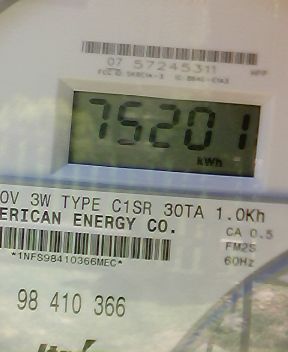 07 57245311
75201
kWh
0V 3W TYPE C1SR 30TA 1.0Kh
ERICAN ENERGY CO.
CA 0.5
FM2S
60Hz
*1NFS98410366MEC*
98 410 366